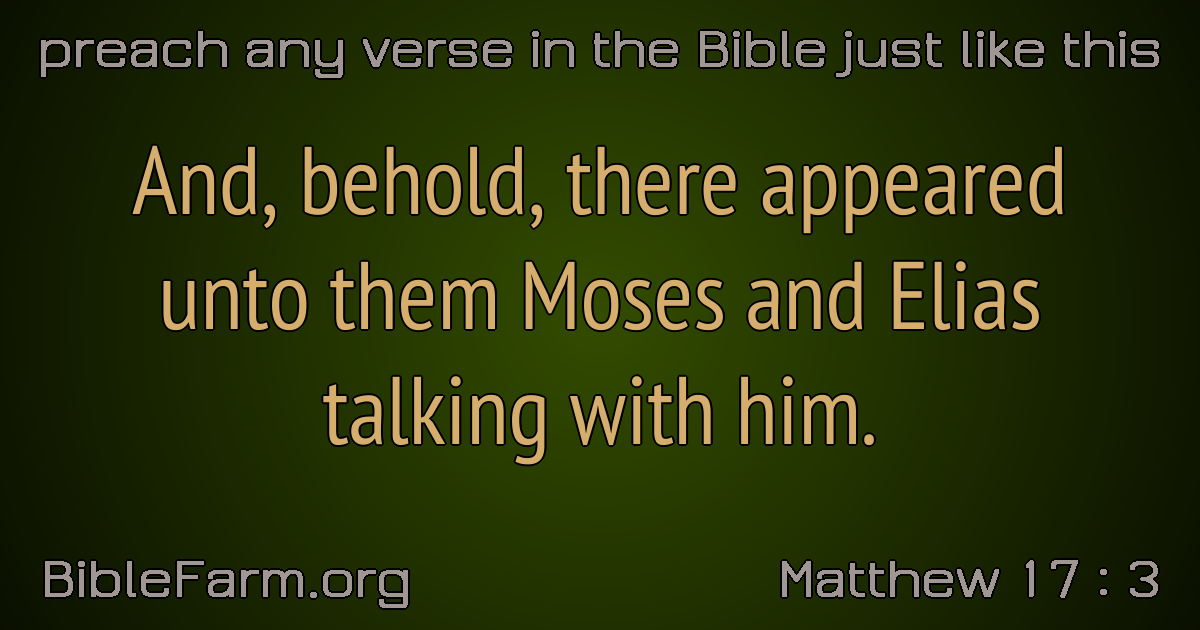 preach any verse in the Bible just like this
And, behold, there appeared
unto them Moses and Elias
talking with him.
BibleFarm.org
Matthew 17 : 3